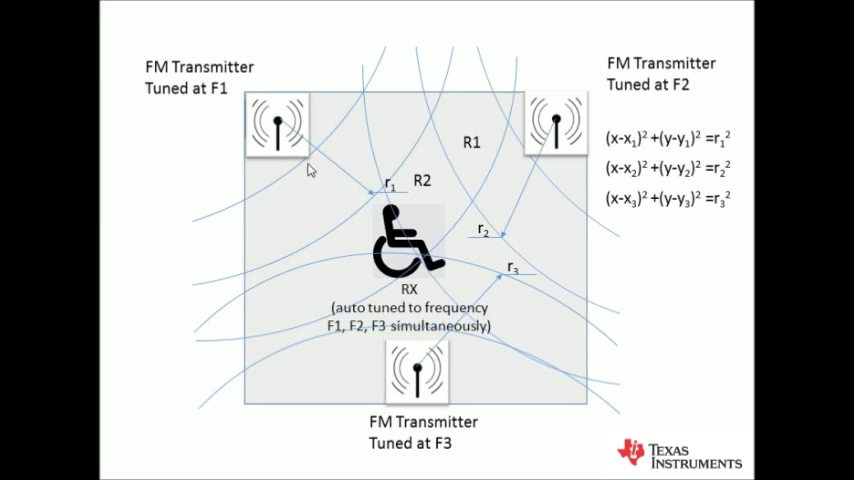 FM Transmitter
Tuned at F1
FM Transmitter
Tuned at F2
(x-x₁)² +(y-y₁)² =r₁²
(x-x₂)² +(y-y₂)² =r₂²
(x-x₃)² +(y-y₃)² =r₃²
R1
R2
r₁
r₂
r₃
RX
(auto tuned to frequency
F1, F2, F3 simultaneously)
FM Transmitter
Tuned at F3
TEXAS
INSTRUMENTS